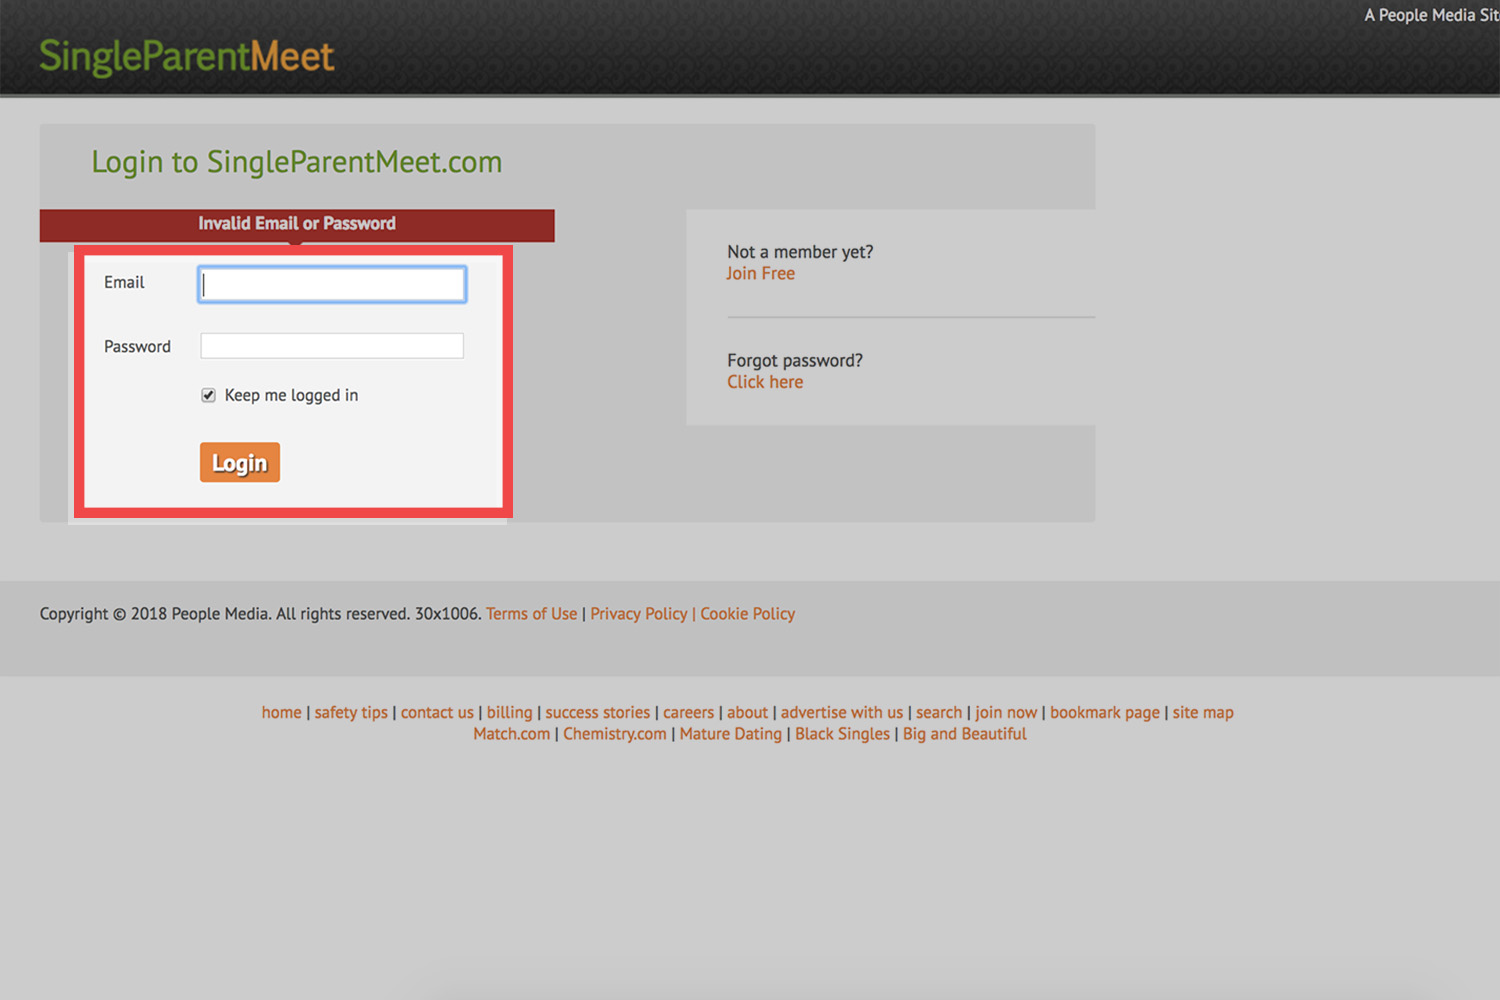 A People Media Sit
SingleParentMeet
Login to SingleParentMeet.com
Invalid Email or Password
Email
Password
Keep me logged in
Login
Not a member yet?
Join Free
Forgot password?
Click here
Copyright © 2018 People Media. All rights reserved. 30x1006. Terms of Use | Privacy Policy | Cookie Policy
home | safety tips | contact us | billing | success stories | careers | about | advertise with us | search | join now | bookmark page | site map
Match.com | Chemistry.com | Mature Dating | Black Singles | Big and Beautiful